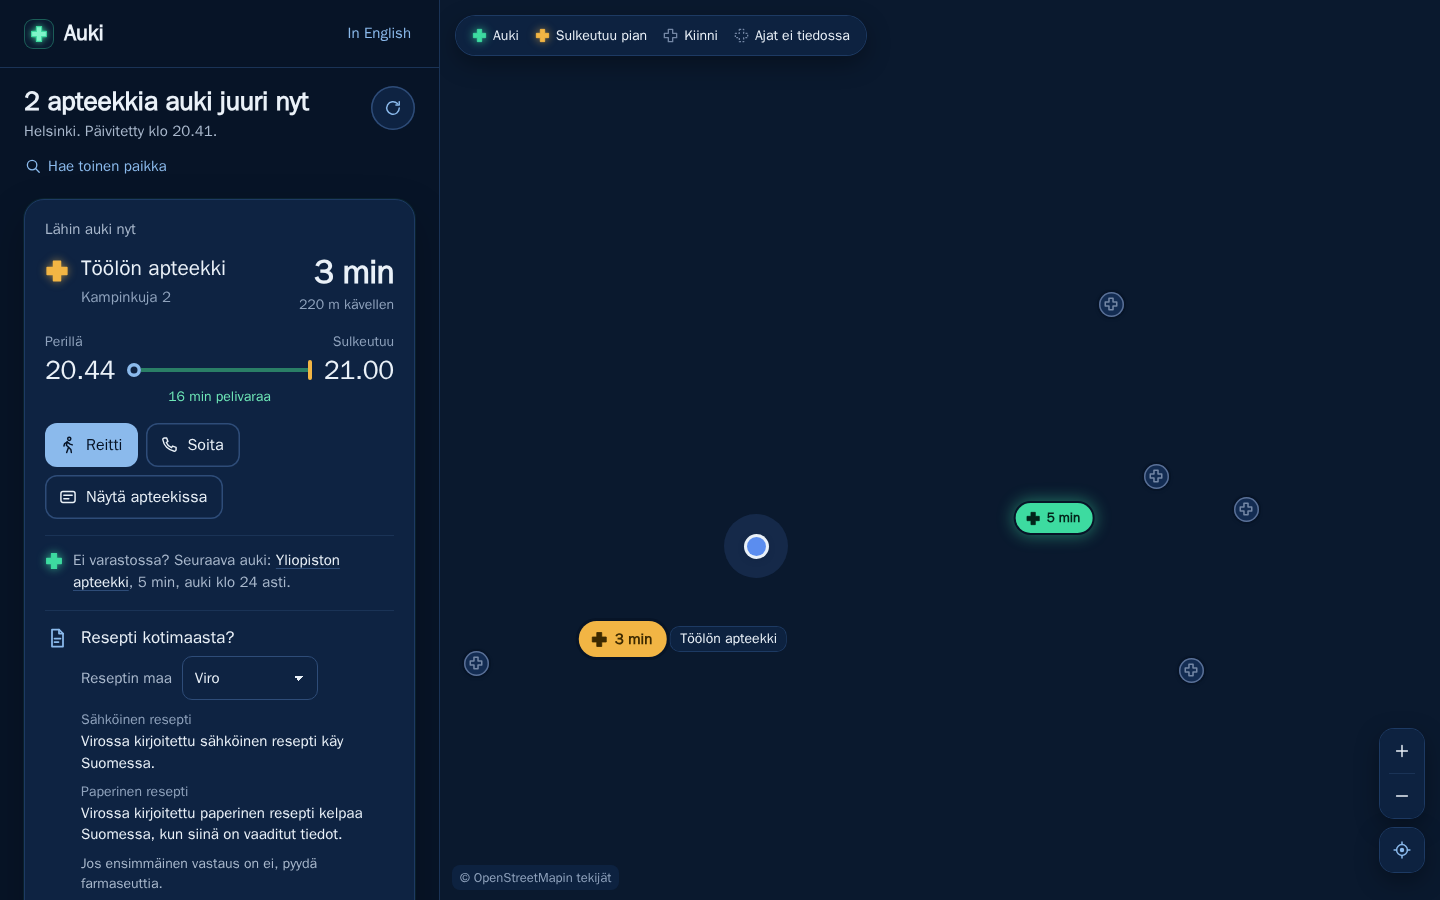 Auki
In English
2 apteekkia auki juuri nyt
Helsinki. Päivitetty klo 20.41.
Hae toinen paikka
Lähin auki nyt
Töölön apteekki
3 min
Kampinkuja 2
220 m kävellen
Perillä
Sulkeutuu
20.44
21.00
16 min pelivaraa
Reitti
Soita
Näytä apteekissa
Ei varastossa? Seuraava auki: Yliopiston
apteekki, 5 min, auki klo 24 asti.
Resepti kotimaasta?
Reseptin maa
Viro
Sähköinen resepti
Virossa kirjoitettu sähköinen resepti käy
Suomessa.
Paperinen resepti
Virossa kirjoitettu paperinen resepti kelpaa
Suomessa, kun siinä on vaaditut tiedot.
Jos ensimmäinen vastaus on ei, pyydä
farmaseuttia.
Auki
Sulkeutuu pian
Kiinni
Ajat ei tiedossa
5 min
3 min
Töölön apteekki
+
−
© OpenStreetMapin tekijät